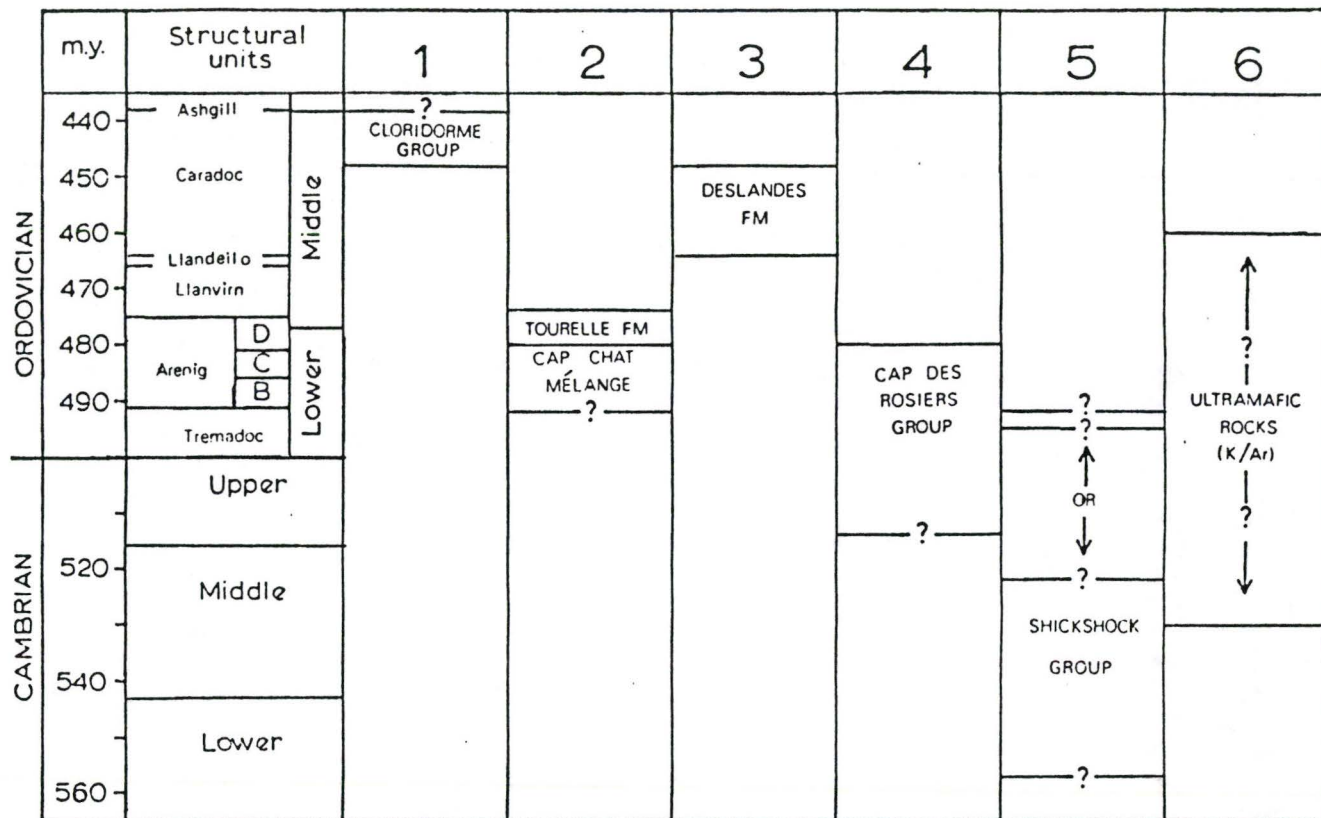 m.y.
Structural
units
1
2
3
4
5
6
ORDOVICIAN
CAMBRIAN
440
450
460
470
480
490
520
540
560
Ashgill
Caradoc
Llandeilo
Llanvirn
Arenig
D
C
B
Tremadoc
Middle
Lower
Upper
Middle
Lower
?
CLORIDORME
GROUP
TOURELLE FM
CAP CHAT
MÉLANGE
?
DESLANDES
FM
CAP DES
ROSIERS
GROUP
?
?
?
OR
?
SHICKSHOCK
GROUP
?
?
ULTRAMAFIC
ROCKS
(K/Ar)
?